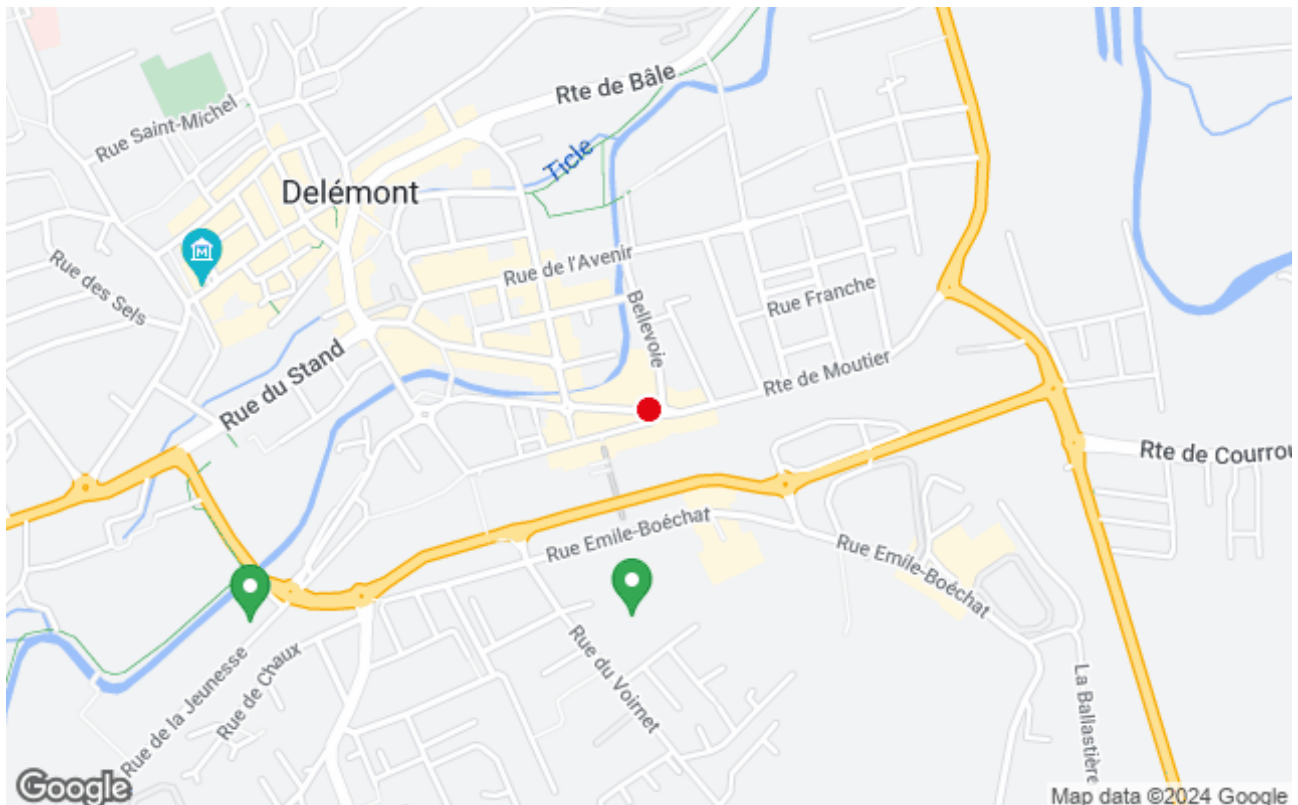 Rte de Bâle
Rue Saint-Michel
Ticle
Delémont
Rue de l'Avenir
Rue des Sels
Bellevoie
Rue Franche
Rue du Stand
Rte de Moutier
Rte de Courrou
Rue Emile-Boéchat
Rue Emile-Boéchat
Rue du Voirnet
Rue de Chaux
Rue de la Jeunesse
La Ballastière
M
Google
Map data ©2024 Google